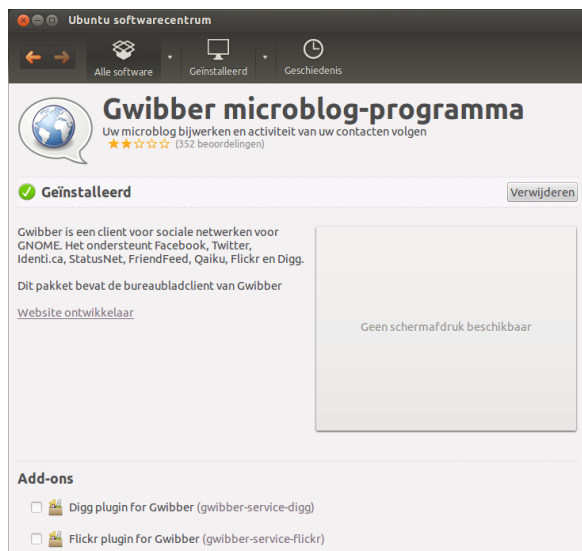 Ubuntu softwarecentrum
Alle software
Geïnstalleerd
Geschiedenis
Gwibber microblog-programma
Uw microblog bijwerken en activiteit van uw contacten volgen
(352 beoordelingen)
Geïnstalleerd
Verwijderen
Gwibber is een client voor sociale netwerken voor
GNOME. Het ondersteunt Facebook, Twitter,
Identi.ca, StatusNet, FriendFeed, Qaiku, Flickr en Digg.
Dit pakket bevat de bureaubladclient van Gwibber
Website ontwikkelaar
Geen schermafdruk beschikbaar
Add-ons
Digg plugin for Gwibber (gwibber-service-digg)
Flickr plugin for Gwibber (gwibber-service-flickr)